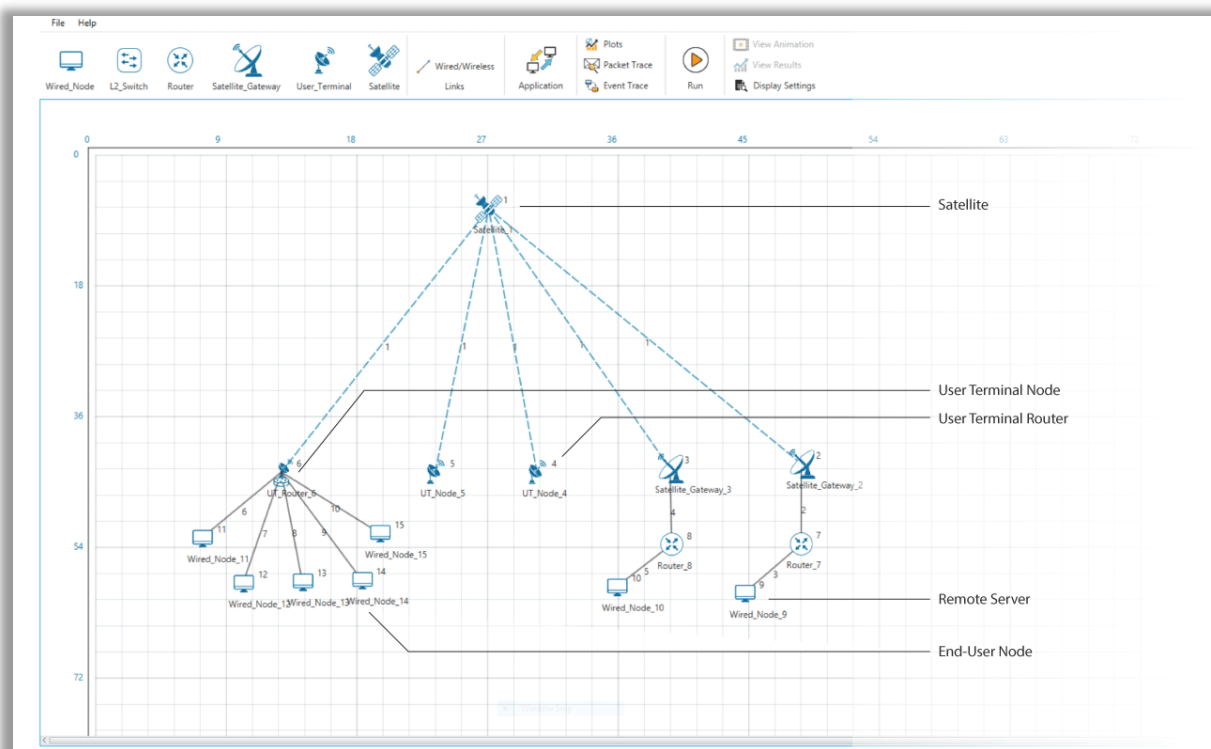 File Help
Plots View Animation
Wired/Wireless Packet Trace View Results
Wired_Node L2_Switch Router Satellite_Gateway User_Terminal Satellite Links Application Event Trace Run Display Settings
0 9 18 27 36 45 54 63 72
0
1 Satellite
Satellite_1
18
1 1 1 1 1
User Terminal Node
36 User Terminal Router
6 5 4 3 2
UT_Router_6 UT_Node_5 UT_Node_4 Satellite_Gateway_3 Satellite_Gateway_2
6 7 8 9 10 4 2
11 15 8 7
54
Wired_Node_11 Wired_Node_15 Router_8 Router_7
12 13 14 10 5 9 3
Wired_Node_12 Wired_Node_13 Wired_Node_14 Wired_Node_10 Wired_Node_9
Remote Server
End-User Node
72